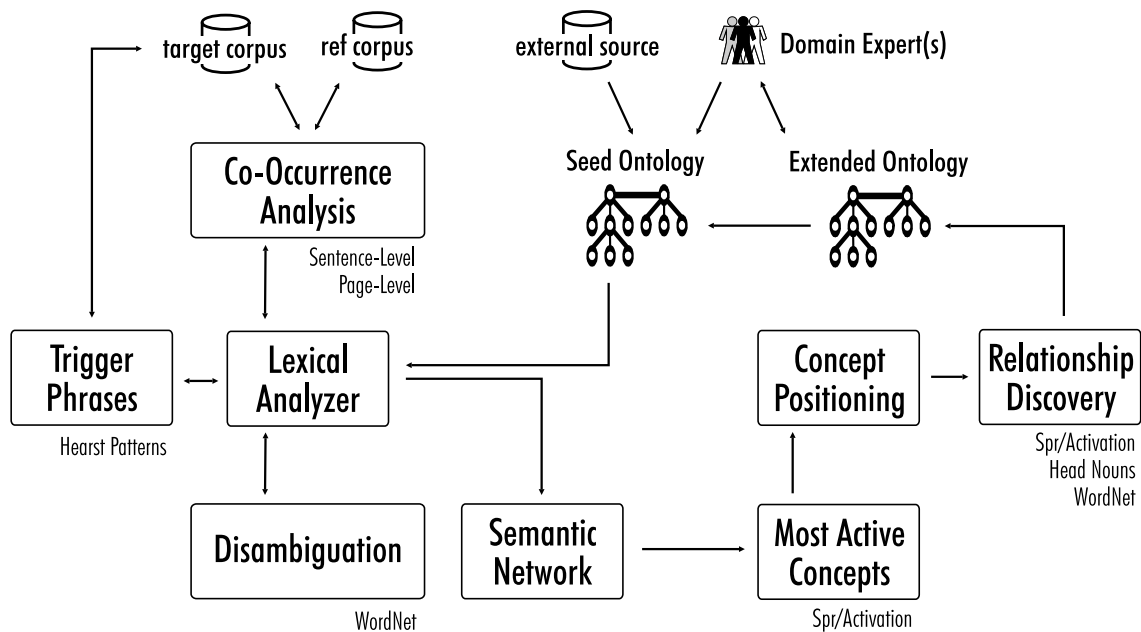 target corpus
ref corpus
external source
Domain Expert(s)
Co-Occurrence
Analysis
Sentence-Level
Page-Level
Seed Ontology
Extended Ontology
Trigger
Phrases
Hearst Patterns
Lexical
Analyzer
Concept
Positioning
Relationship
Discovery
Spr/Activation
Head Nouns
WordNet
Disambiguation
WordNet
Semantic
Network
Most Active
Concepts
Spr/Activation